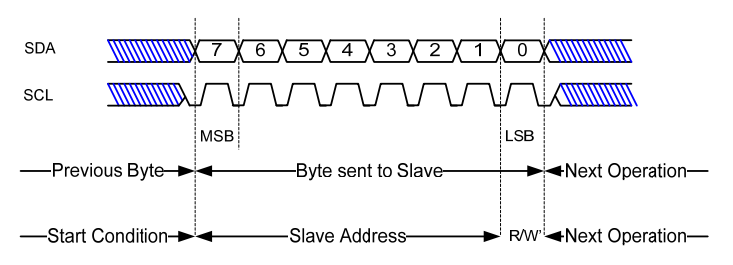 SDA 7 6 5 4 3 2 1 0
SCL
MSB LSB
Previous Byte Byte sent to Slave Next Operation
Start Condition Slave Address R/W' Next Operation